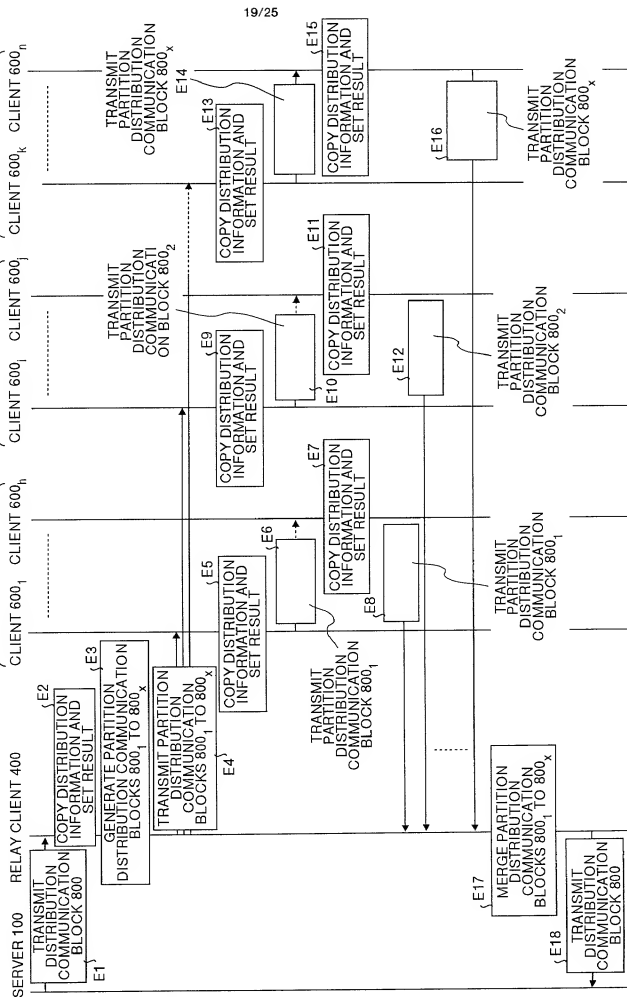 19/25
SERVER 100
RELAY CLIENT 400
CLIENT 600₁
CLIENT 600ₕ
CLIENT 600ᵢ
CLIENT 600ⱼ
CLIENT 600ₖ
CLIENT 600ₙ
TRANSMIT
DISTRIBUTION
COMMUNICATION
BLOCK 800
E1
E2
COPY DISTRIBUTION
INFORMATION AND
SET RESULT
E3
GENERATE PARTITION
DISTRIBUTION COMMUNICATION
BLOCKS 800₁ TO 800ₓ
TRANSMIT PARTITION
DISTRIBUTION
COMMUNICATION
BLOCKS 800₁ TO 800ₓ
E4
E5
COPY DISTRIBUTION
INFORMATION AND
SET RESULT
E6
TRANSMIT
PARTITION
DISTRIBUTION
COMMUNICATION
BLOCK 800₁
E7
COPY DISTRIBUTION
INFORMATION AND
SET RESULT
E8
TRANSMIT
PARTITION
DISTRIBUTION
COMMUNICATION
BLOCK 800₁
E9
COPY DISTRIBUTION
INFORMATION AND
SET RESULT
TRANSMIT
PARTITION
DISTRIBUTION
COMMUNICATI
ON BLOCK 800₂
E10
E11
COPY DISTRIBUTION
INFORMATION AND
SET RESULT
E12
TRANSMIT
PARTITION
DISTRIBUTION
COMMUNICATION
BLOCK 800₂
E13
COPY DISTRIBUTION
INFORMATION AND
SET RESULT
TRANSMIT
PARTITION
DISTRIBUTION
COMMUNICATION
BLOCK 800ₓ
E14
E15
COPY DISTRIBUTION
INFORMATION AND
SET RESULT
E16
TRANSMIT
PARTITION
DISTRIBUTION
COMMUNICATION
BLOCK 800ₓ
E17
MERGE PARTITION
DISTRIBUTION
COMMUNICATION
BLOCKS 800₁ TO 800ₓ
E18
TRANSMIT
DISTRIBUTION
COMMUNICATION
BLOCK 800